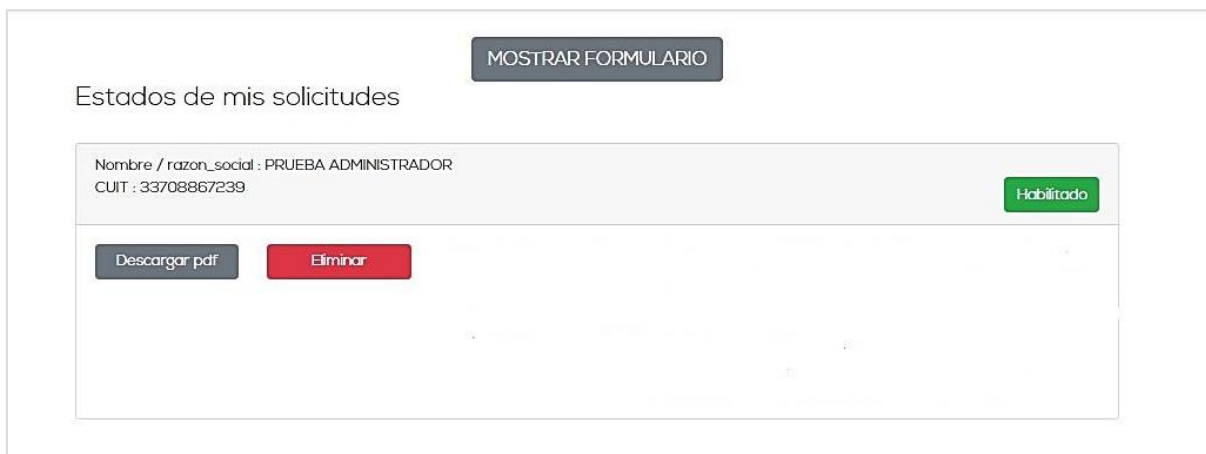 MOSTRAR FORMULARIO
Estados de mis solicitudes
Nombre / razon_social : PRUEBA ADMINISTRADOR
CUIT : 33708867239
Habilitado
Descargar pdf
Eliminar